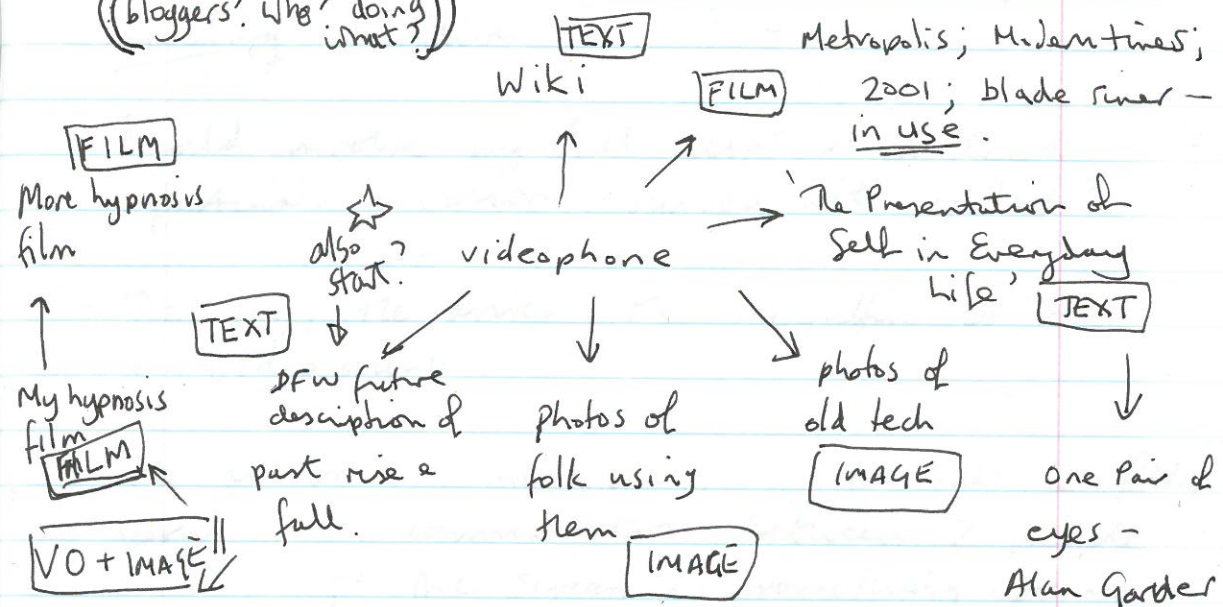 bloggers? Who? doing
what?
TEXT
Wiki
FILM
Metropolis; Modern times;
2001; blade runner –
in use.
FILM
More hypnosis
film
also
start?
videophone
'The Presentation of
Self in Everyday
Life'
TEXT
TEXT
DFW future
description of
past rise &
fall.
photos of
folk using
them
IMAGE
photos of
old tech
IMAGE
One Pair of
eyes –
Alan Garner
My hypnosis
film
FILM
VO + IMAGE